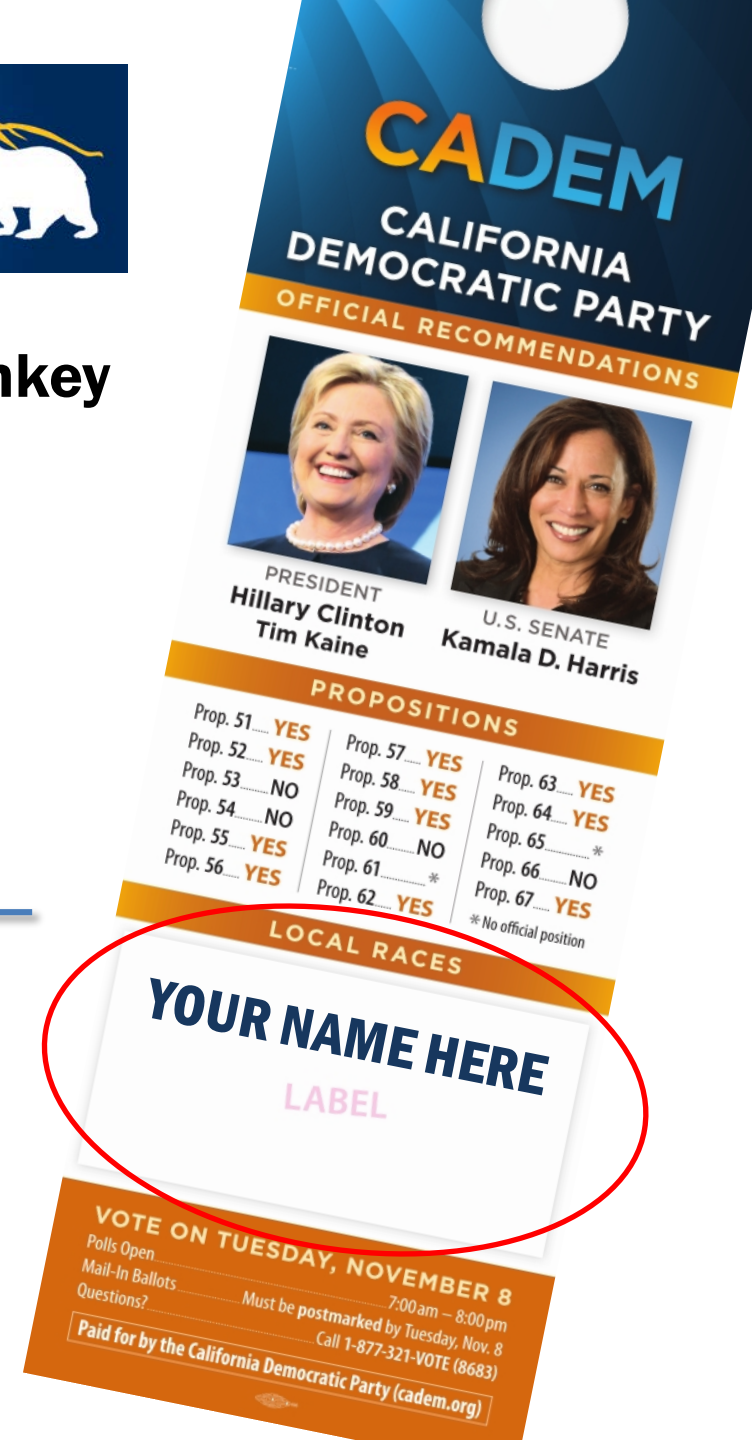 nkey
CADEM
CALIFORNIA
DEMOCRATIC PARTY
OFFICIAL RECOMMENDATIONS
PRESIDENT
Hillary Clinton
Tim Kaine
U.S. SENATE
Kamala D. Harris
PROPOSITIONS
Prop. 51..... YES
Prop. 52..... YES
Prop. 53........ NO
Prop. 54........ NO
Prop. 55..... YES
Prop. 56..... YES
Prop. 57..... YES
Prop. 58..... YES
Prop. 59..... YES
Prop. 60........ NO
Prop. 61............. *
Prop. 62..... YES
Prop. 63..... YES
Prop. 64..... YES
Prop. 65............. *
Prop. 66........ NO
Prop. 67..... YES
* No official position
LOCAL RACES
YOUR NAME HERE
LABEL
VOTE ON TUESDAY, NOVEMBER 8
Polls Open........................................7:00am – 8:00pm
Mail-In Ballots................Must be postmarked by Tuesday, Nov. 8
Questions?........................................Call 1-877-321-VOTE (8683)
Paid for by the California Democratic Party (cadem.org)